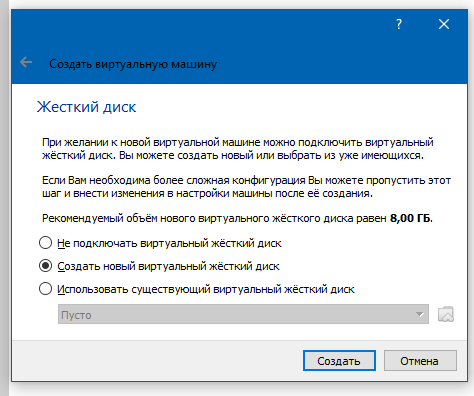 ?
Создать виртуальную машину
Жесткий диск
При желании к новой виртуальной машине можно подключить виртуальный
жёсткий диск. Вы можете создать новый или выбрать из уже имеющихся.
Если Вам необходима более сложная конфигурация Вы можете пропустить этот
шаг и внести изменения в настройки машины после её создания.
Рекомендуемый объём нового виртуального жёсткого диска равен 8,00 ГБ.
Не подключать виртуальный жёсткий диск
Создать новый виртуальный жёсткий диск
Использовать существующий виртуальный жёсткий диск
Пусто
Создать
Отмена